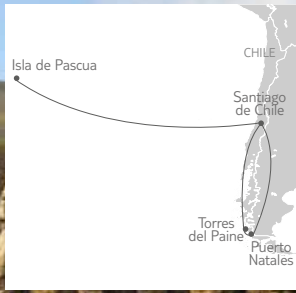 CHILE
Isla de Pascua
Santiago
de Chile
Torres
del Paine
Puerto
Natales